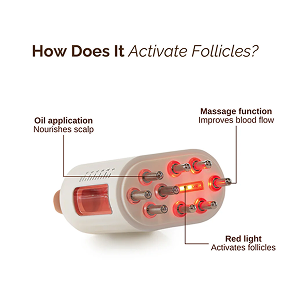 How Does It Activate Follicles?
Oil application
Nourishes scalp
Massage function
Improves blood flow
Red light
Activates follicles